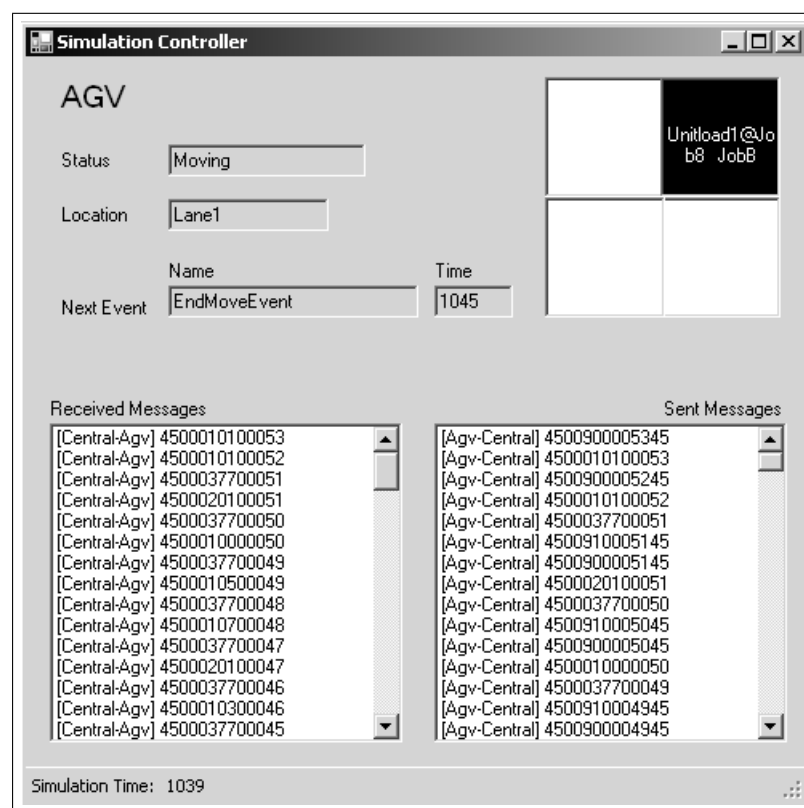 Simulation Controller
AGV
Unitload1@Jo
b8 JobB
Status Moving
Location Lane1
Name Time
Next Event EndMoveEvent 1045
Received Messages
[Central-Agv] 4500010100053
[Central-Agv] 4500010100052
[Central-Agv] 4500037700051
[Central-Agv] 4500020100051
[Central-Agv] 4500037700050
[Central-Agv] 4500010000050
[Central-Agv] 4500037700049
[Central-Agv] 4500010500049
[Central-Agv] 4500037700048
[Central-Agv] 4500010700048
[Central-Agv] 4500037700047
[Central-Agv] 4500020100047
[Central-Agv] 4500037700046
[Central-Agv] 4500010300046
[Central-Agv] 4500037700045
Sent Messages
[Agv-Central] 4500900005345
[Agv-Central] 4500010100053
[Agv-Central] 4500900005245
[Agv-Central] 4500010100052
[Agv-Central] 4500037700051
[Agv-Central] 4500910005145
[Agv-Central] 4500900005145
[Agv-Central] 4500020100051
[Agv-Central] 4500037700050
[Agv-Central] 4500910005045
[Agv-Central] 4500900005045
[Agv-Central] 4500010000050
[Agv-Central] 4500037700049
[Agv-Central] 4500910004945
[Agv-Central] 4500900004945
Simulation Time: 1039